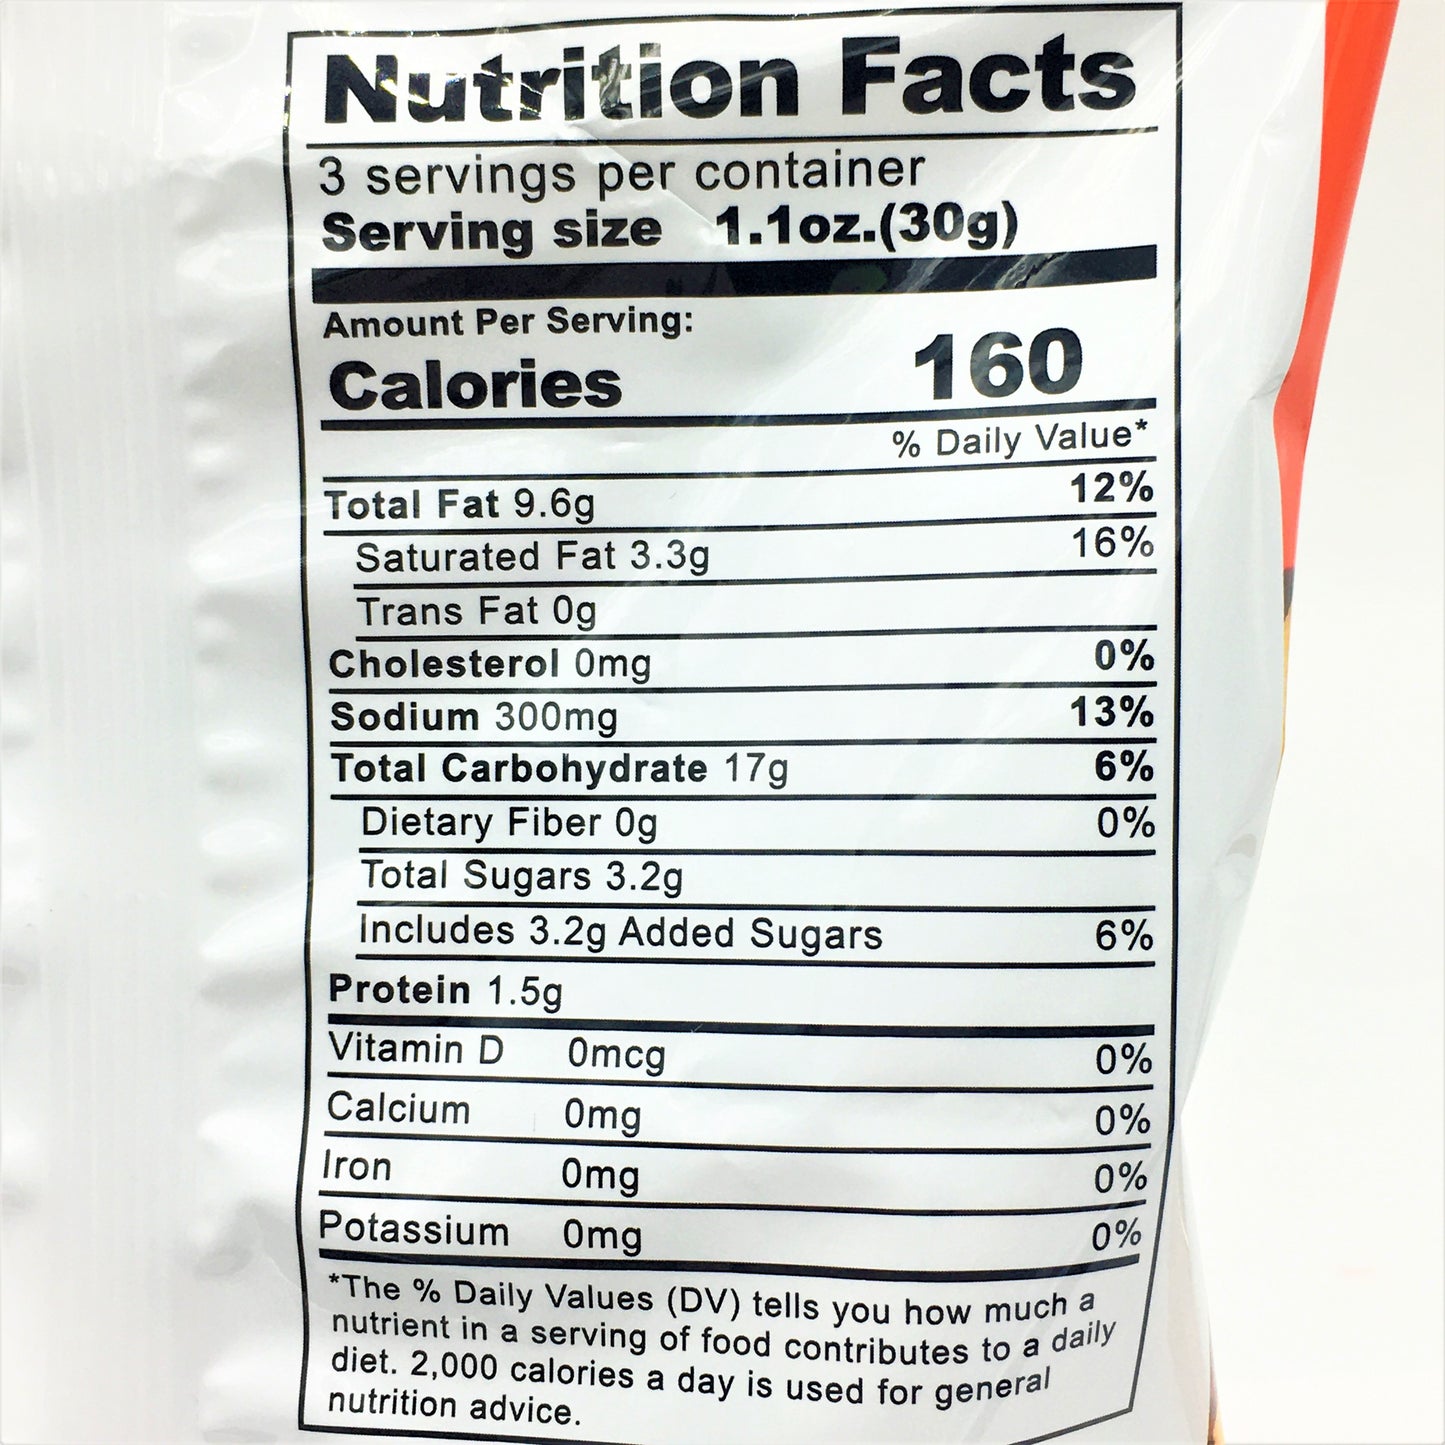 Nutrition Facts
3 servings per container
Serving size 1.1oz.(30g)
Amount Per Serving:
Calories 160
% Daily Value*
Total Fat 9.6g 12%
Saturated Fat 3.3g 16%
Trans Fat 0g
Cholesterol 0mg 0%
Sodium 300mg 13%
Total Carbohydrate 17g 6%
Dietary Fiber 0g 0%
Total Sugars 3.2g
Includes 3.2g Added Sugars 6%
Protein 1.5g
Vitamin D 0mcg 0%
Calcium 0mg 0%
Iron 0mg 0%
Potassium 0mg 0%
*The % Daily Values (DV) tells you how much a
nutrient in a serving of food contributes to a daily
diet. 2,000 calories a day is used for general
nutrition advice.